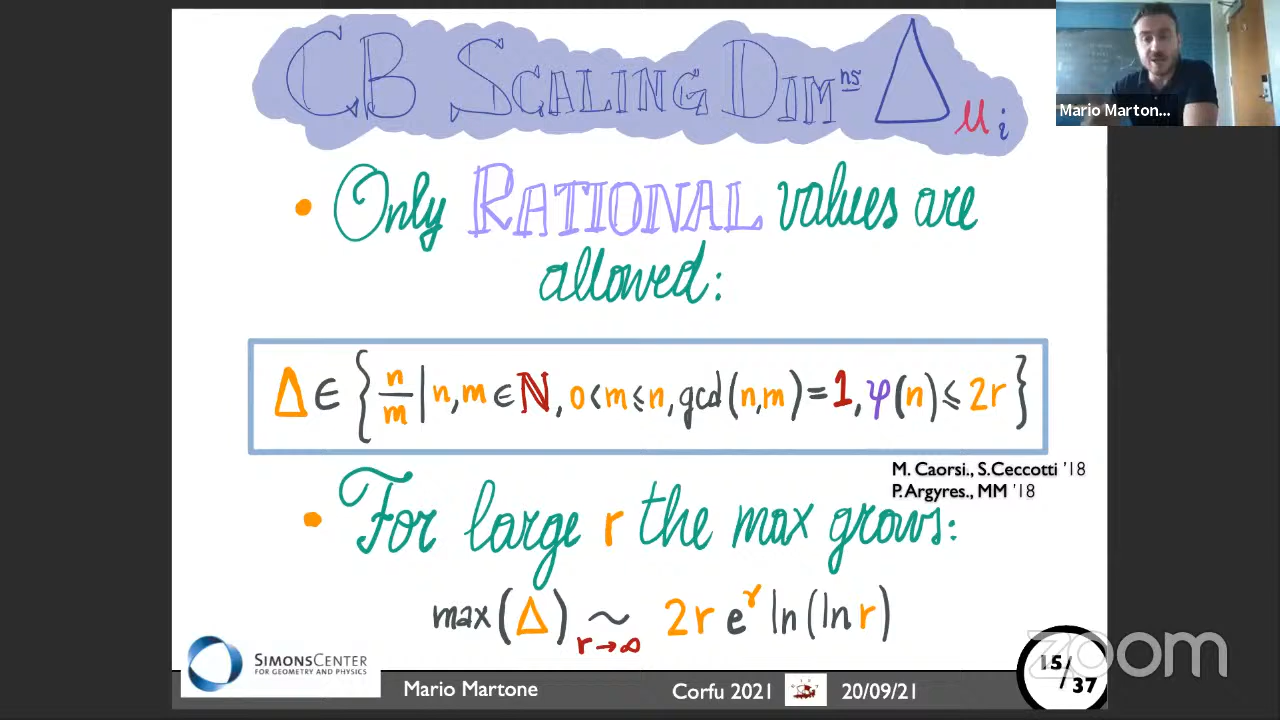 CB SCALING DIMNS Δ𝓊ᵢ
Mario Marton...
• Only RATIONAL values are
allowed:
Δ ∈ { n/m | n,m ∈ ℕ, 0<m≤n, gcd(n,m)=1, φ(n) ≤ 2r }
M. Caorsi., S.Ceccotti '18
P. Argyres., MM '18
• For large r the max grows:
max(Δ) ∼ 2r e^γ ln(ln r)
r→∞
SIMONS CENTER
FOR GEOMETRY AND PHYSICS
Mario Martone
Corfu 2021
20/09/21
15/
/37
zoom